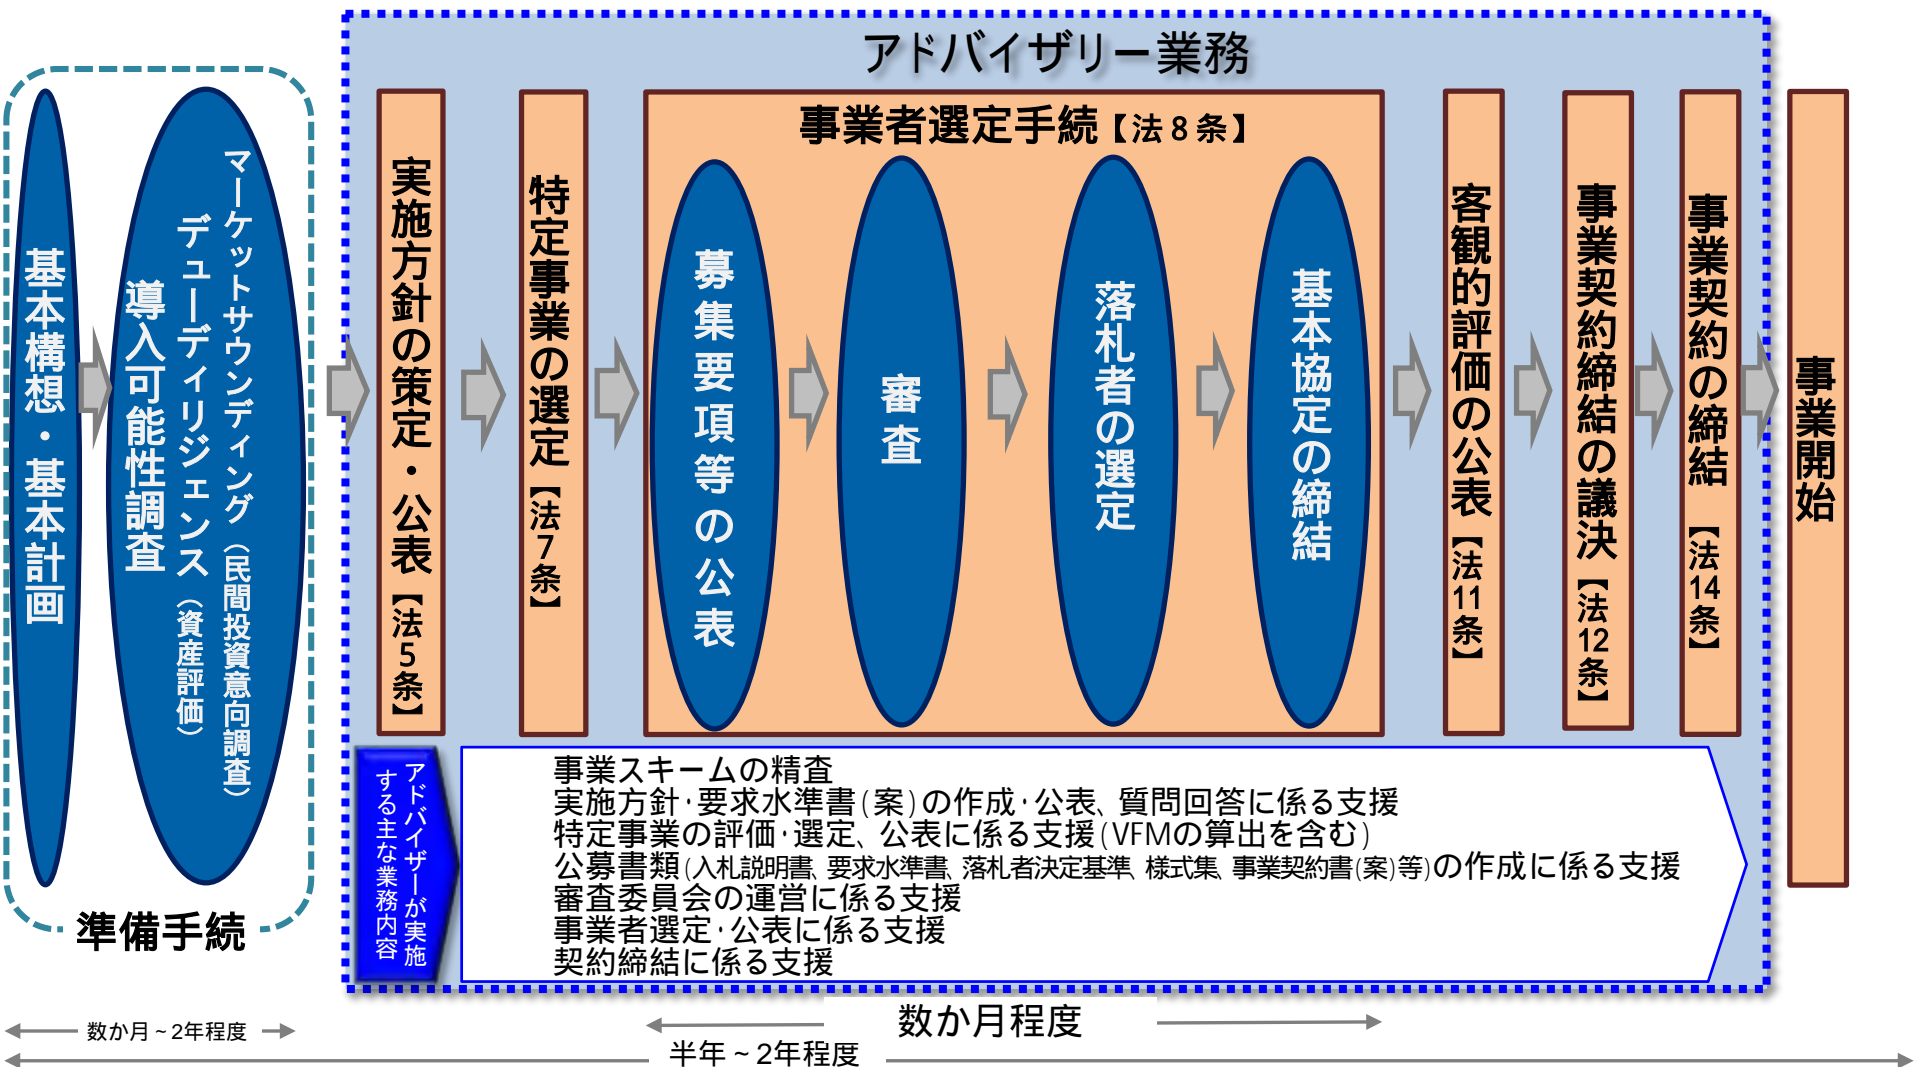 アドバイザリー業務
基本構想・基本計画
導入可能性調査
デューディリジェンス（資産評価）
マーケットサウンディング（民間投資意向調査）
準備手続
実施方針の策定・公表【法5条】
特定事業の選定【法7条】
事業者選定手続【法8条】
募集要項等の公表
審査
落札者の選定
基本協定の締結
客観的評価の公表【法11条】
事業契約締結の議決【法12条】
事業契約の締結【法14条】
事業開始
アドバイザーが実施
する主な業務内容
事業スキームの精査
実施方針･要求水準書(案)の作成･公表、質問回答に係る支援
特定事業の評価･選定、公表に係る支援(VFMの算出を含む)
公募書類(入札説明書、要求水準書、落札者決定基準、様式集、事業契約書(案)等)の作成に係る支援
審査委員会の運営に係る支援
事業者選定･公表に係る支援
契約締結に係る支援
数か月～2年程度
数か月程度
半年～2年程度